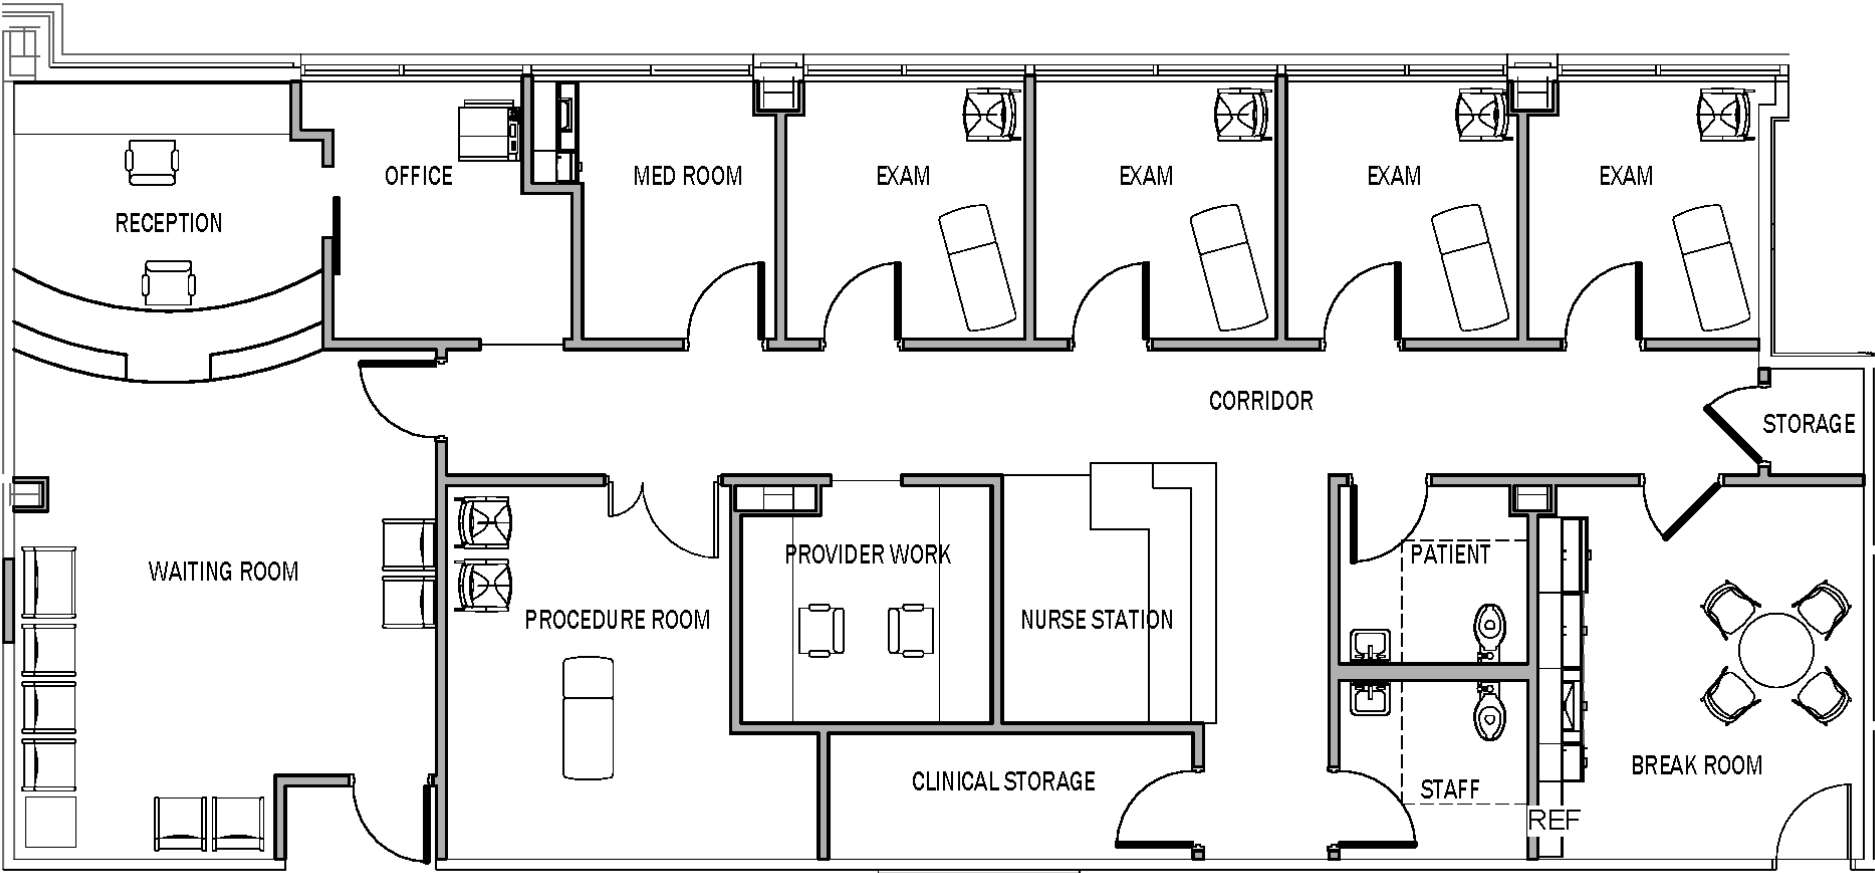 OFFICE
MED ROOM
EXAM
EXAM
EXAM
EXAM
RECEPTION
CORRIDOR
STORAGE
WAITING ROOM
PROVIDER WORK
PATIENT
PROCEDURE ROOM
NURSE STATION
CLINICAL STORAGE
STAFF
BREAK ROOM
REF